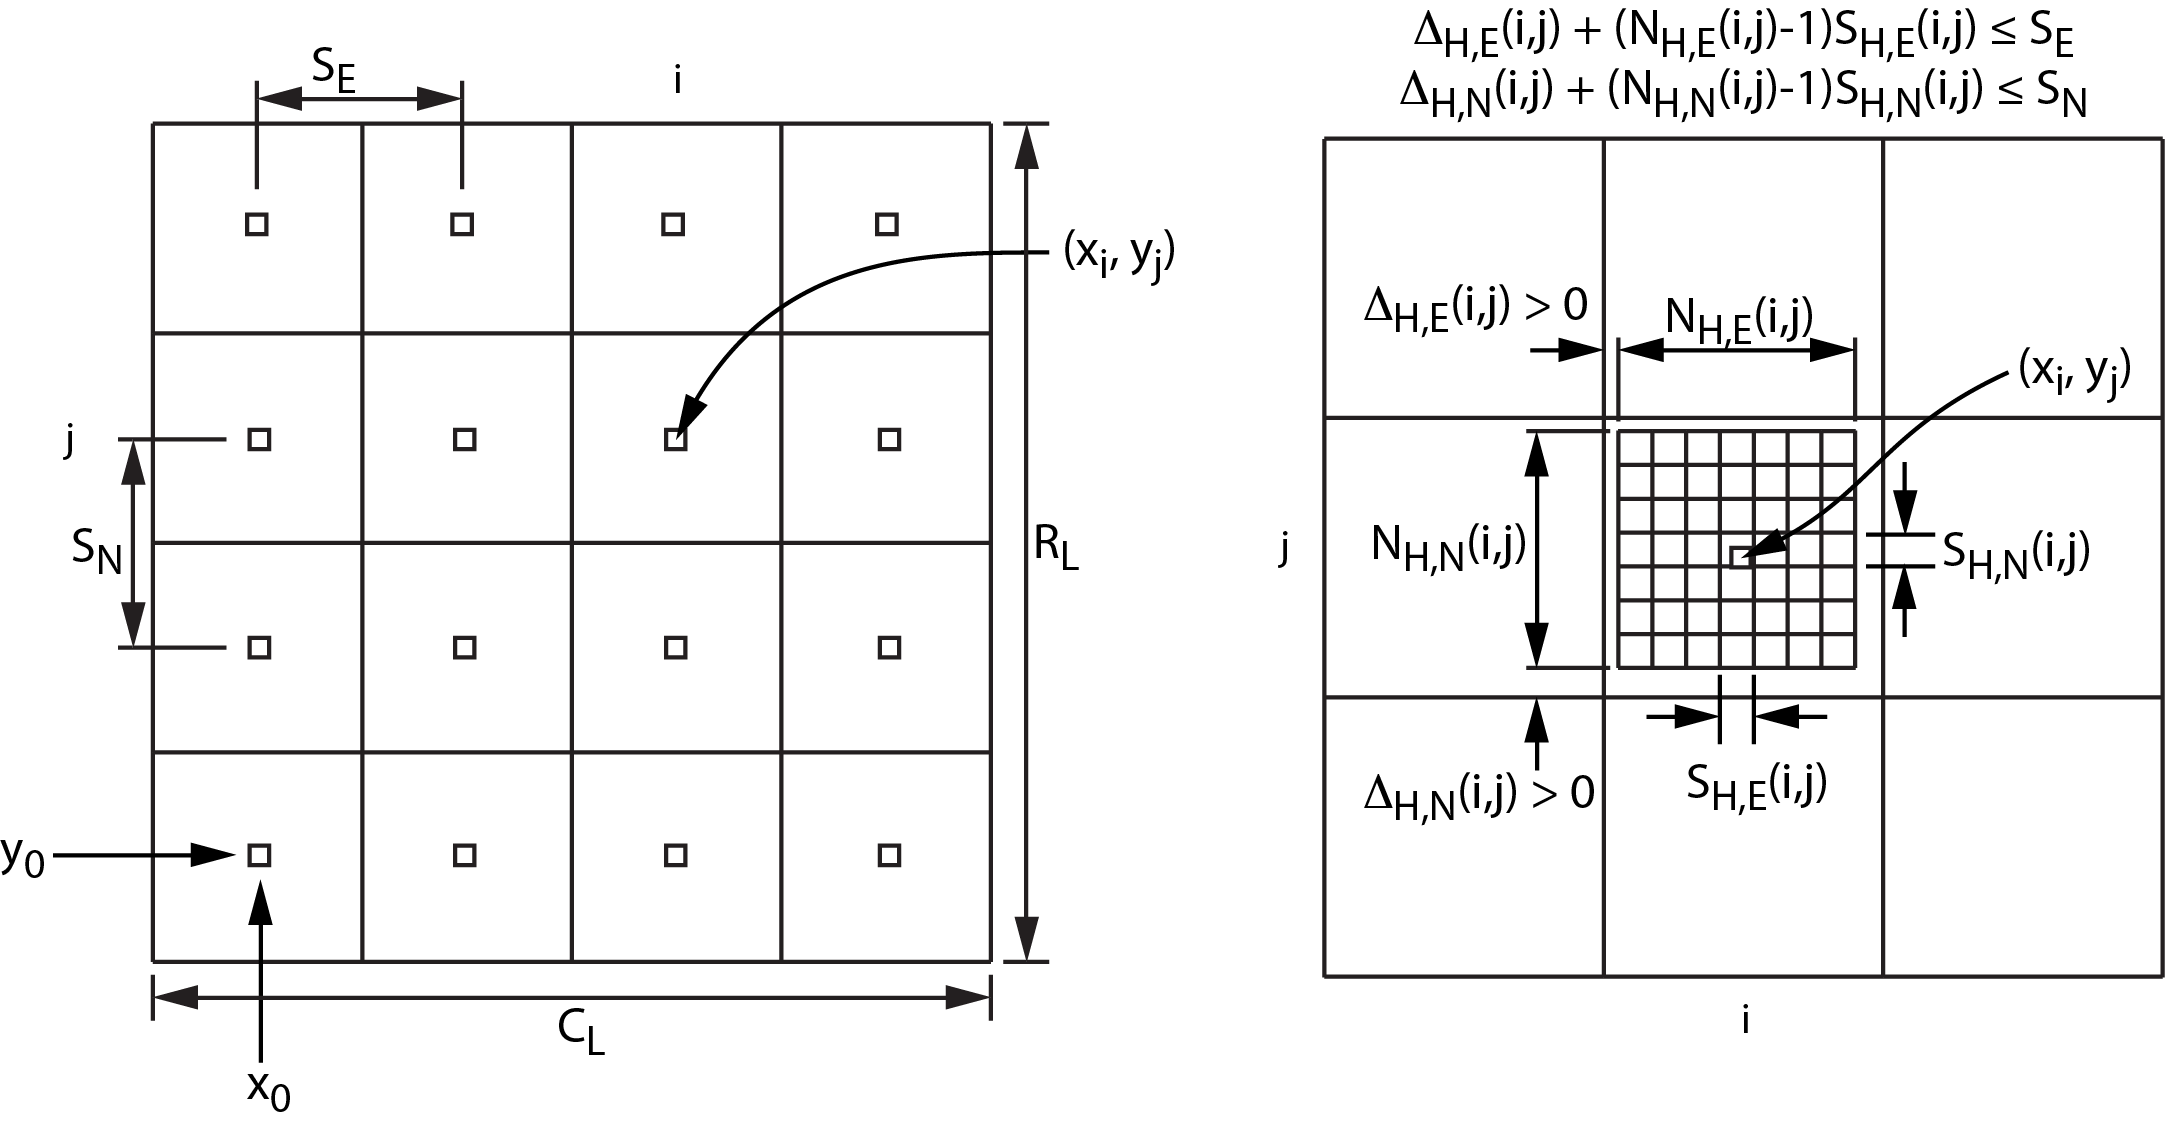 S_E
i
(x_i, y_j)
j
S_N
R_L
y_0
C_L
x_0
Δ_H,E(i,j) + (N_H,E(i,j)-1)S_H,E(i,j) ≤ S_E
Δ_H,N(i,j) + (N_H,N(i,j)-1)S_H,N(i,j) ≤ S_N
Δ_H,E(i,j) > 0
N_H,E(i,j)
(x_i, y_j)
j
N_H,N(i,j)
S_H,N(i,j)
Δ_H,N(i,j) > 0
S_H,E(i,j)
i